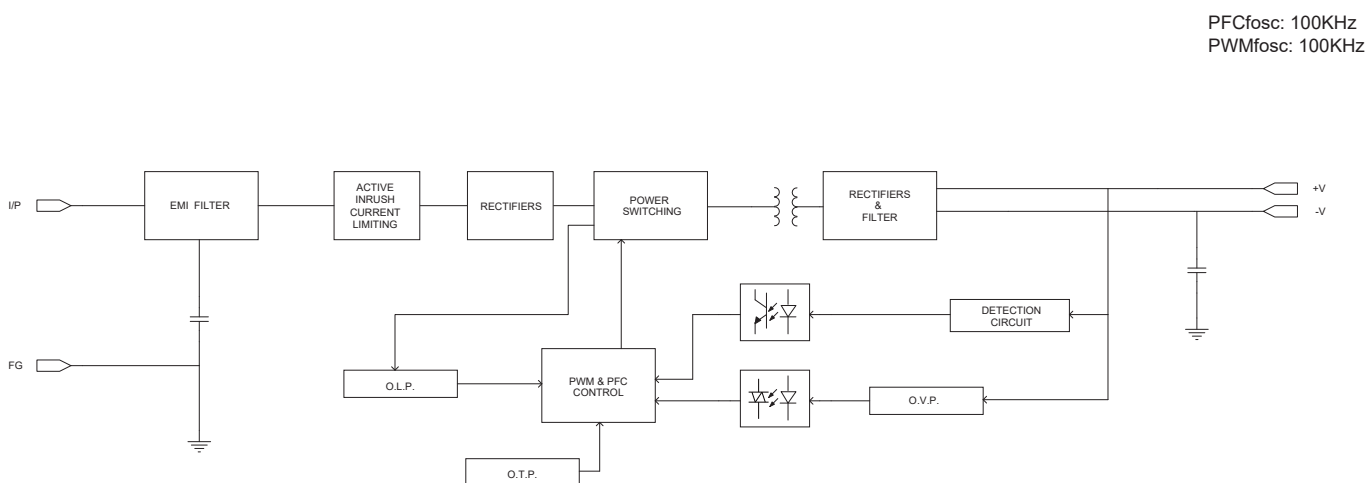 PFCfosc: 100KHz
PWMfosc: 100KHz
I/P
EMI FILTER
ACTIVE
INRUSH
CURRENT
LIMITING
RECTIFIERS
POWER
SWITCHING
RECTIFIERS
&
FILTER
+V
-V
DETECTION
CIRCUIT
FG
O.L.P.
PWM & PFC
CONTROL
O.V.P.
O.T.P.